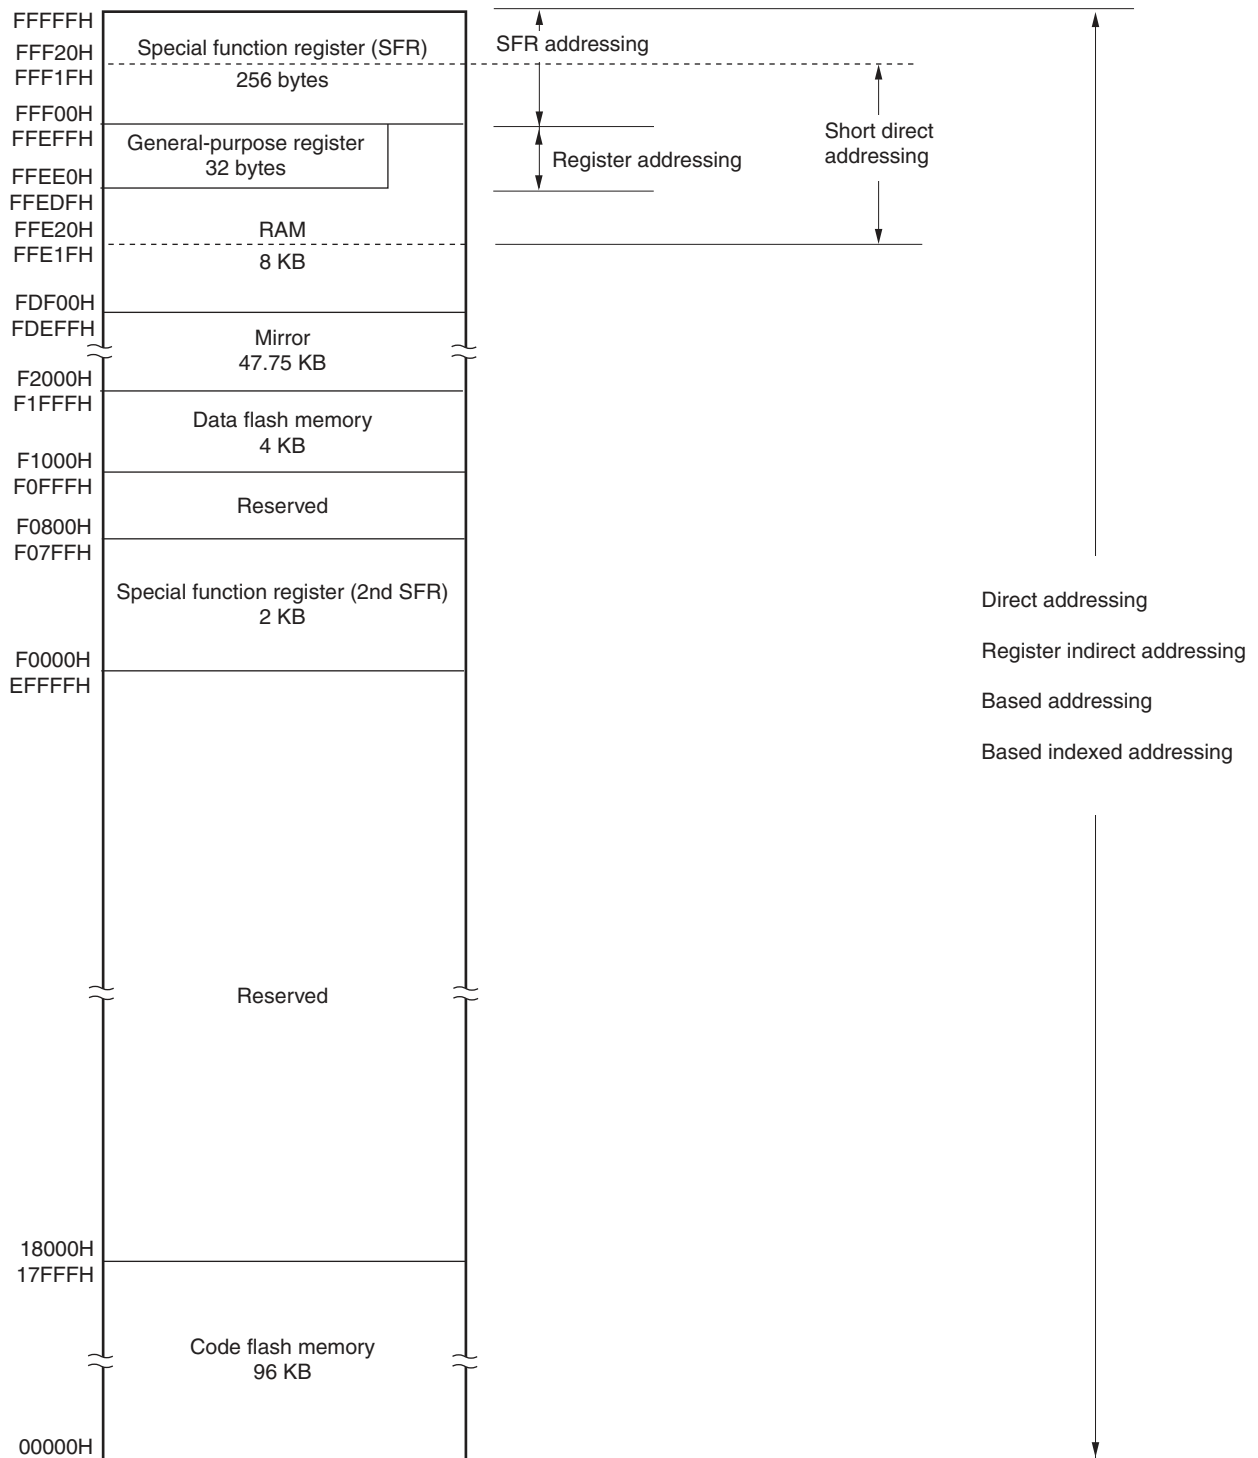 FFFFFH
FFF20H
FFF1FH
FFF00H
FFEFFH
FFEE0H
FFEDFH
FFE20H
FFE1FH
FDF00H
FDEFFH
F2000H
F1FFFH
F1000H
F0FFFH
F0800H
F07FFH
F0000H
EFFFFH
18000H
17FFFH
00000H
Special function register (SFR)
256 bytes
General-purpose register
32 bytes
RAM
8 KB
Mirror
47.75 KB
Data flash memory
4 KB
Reserved
Special function register (2nd SFR)
2 KB
Reserved
Code flash memory
96 KB
SFR addressing
Register addressing
Short direct
addressing
Direct addressing
Register indirect addressing
Based addressing
Based indexed addressing